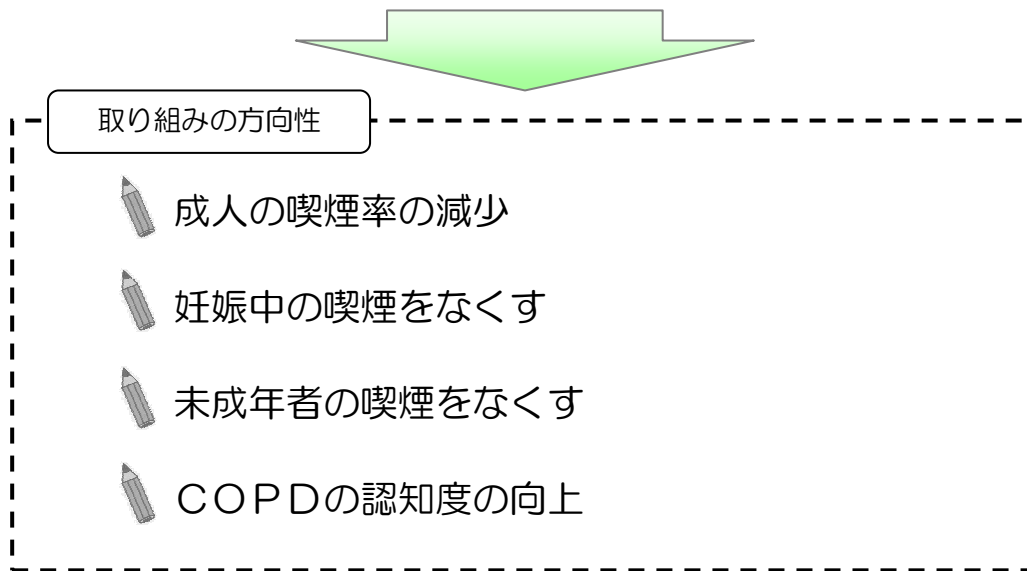 取り組みの方向性
成人の喫煙率の減少
妊娠中の喫煙をなくす
未成年者の喫煙をなくす
ＣＯＰＤの認知度の向上